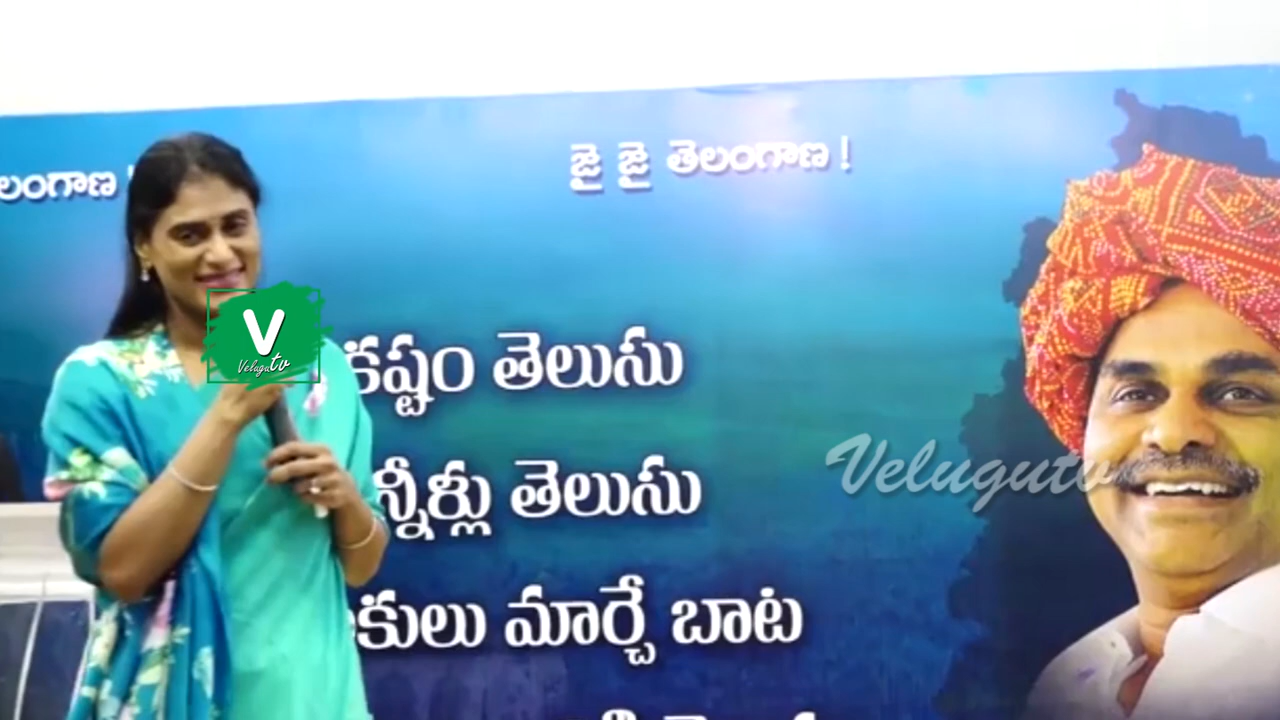 జై జై తెలంగాణ !
లంగాణ !
కష్టం తెలుసు
న్నీళ్లు తెలుసు
కులు మార్చే బాట
V
Velugutv
Velugutv